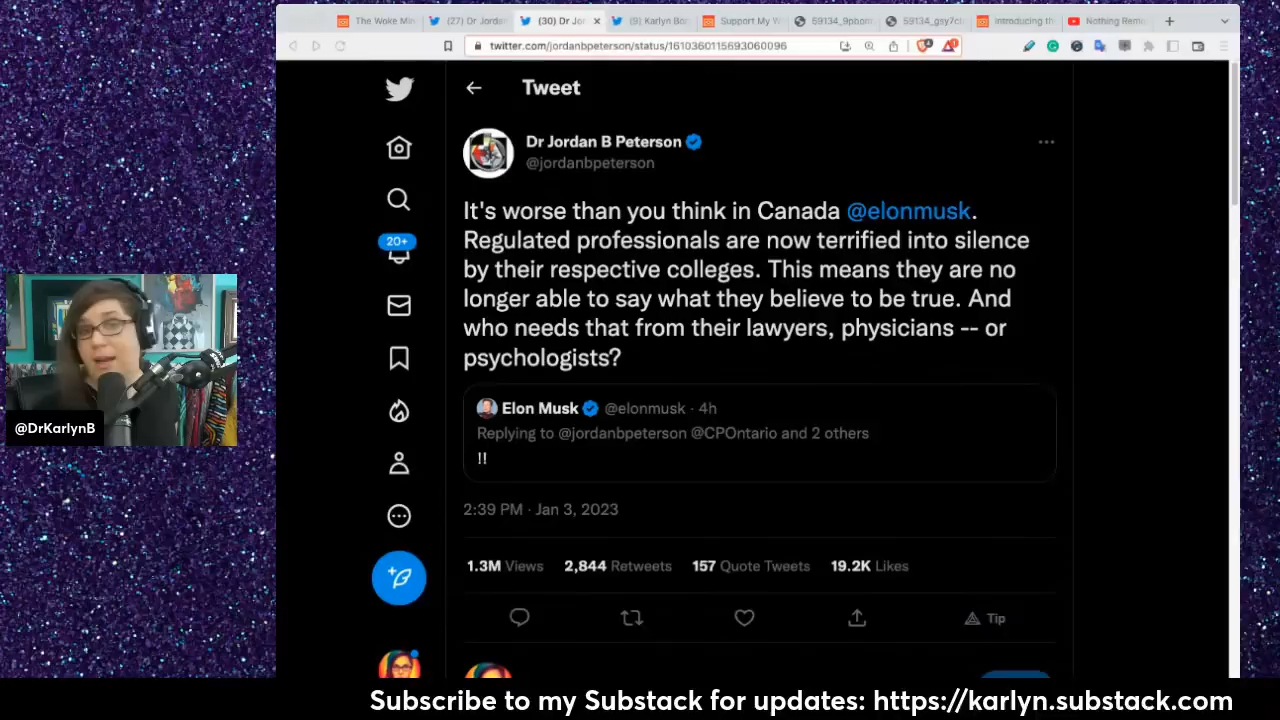 The Woke Min
(27) Dr Jordan
(30) Dr Jor
(9) Karlyn Bor
Support My W
59134_9phom
59134_gsy7c
Introducing th
Nothing Rema
twitter.com/jordanbpeterson/status/1610360115693060096
Tweet
Dr Jordan B Peterson
@jordanbpeterson
It's worse than you think in Canada @elonmusk.
Regulated professionals are now terrified into silence
by their respective colleges. This means they are no
longer able to say what they believe to be true. And
who needs that from their lawyers, physicians -- or
psychologists?
Elon Musk @elonmusk · 4h
Replying to @jordanbpeterson @CPOntario and 2 others
!!
2:39 PM · Jan 3, 2023
1.3M Views 2,844 Retweets 157 Quote Tweets 19.2K Likes
Tip
20+
@DrKarlynB
Subscribe to my Substack for updates: https://karlyn.substack.com